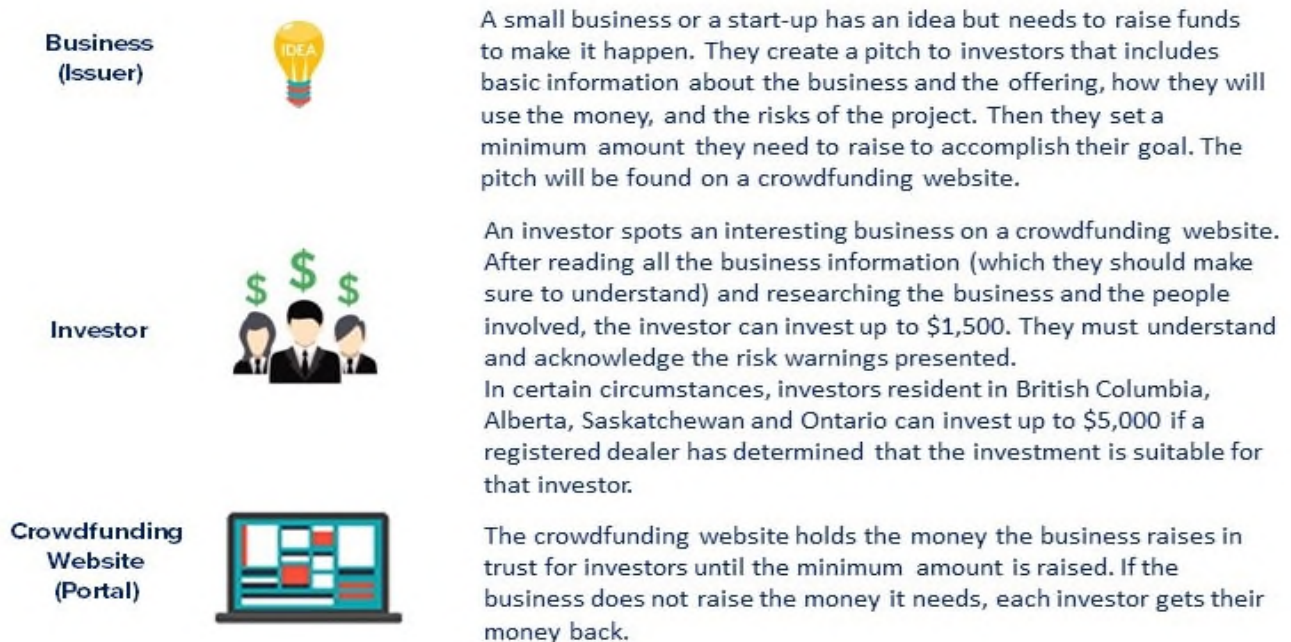 Business
(Issuer)
IDEA
A small business or a start-up has an idea but needs to raise funds
to make it happen. They create a pitch to investors that includes
basic information about the business and the offering, how they will
use the money, and the risks of the project. Then they set a
minimum amount they need to raise to accomplish their goal. The
pitch will be found on a crowdfunding website.
Investor
$ $ $
An investor spots an interesting business on a crowdfunding website.
After reading all the business information (which they should make
sure to understand) and researching the business and the people
involved, the investor can invest up to $1,500. They must understand
and acknowledge the risk warnings presented.
In certain circumstances, investors resident in British Columbia,
Alberta, Saskatchewan and Ontario can invest up to $5,000 if a
registered dealer has determined that the investment is suitable for
that investor.
Crowdfunding
Website
(Portal)
The crowdfunding website holds the money the business raises in
trust for investors until the minimum amount is raised. If the
business does not raise the money it needs, each investor gets their
money back.